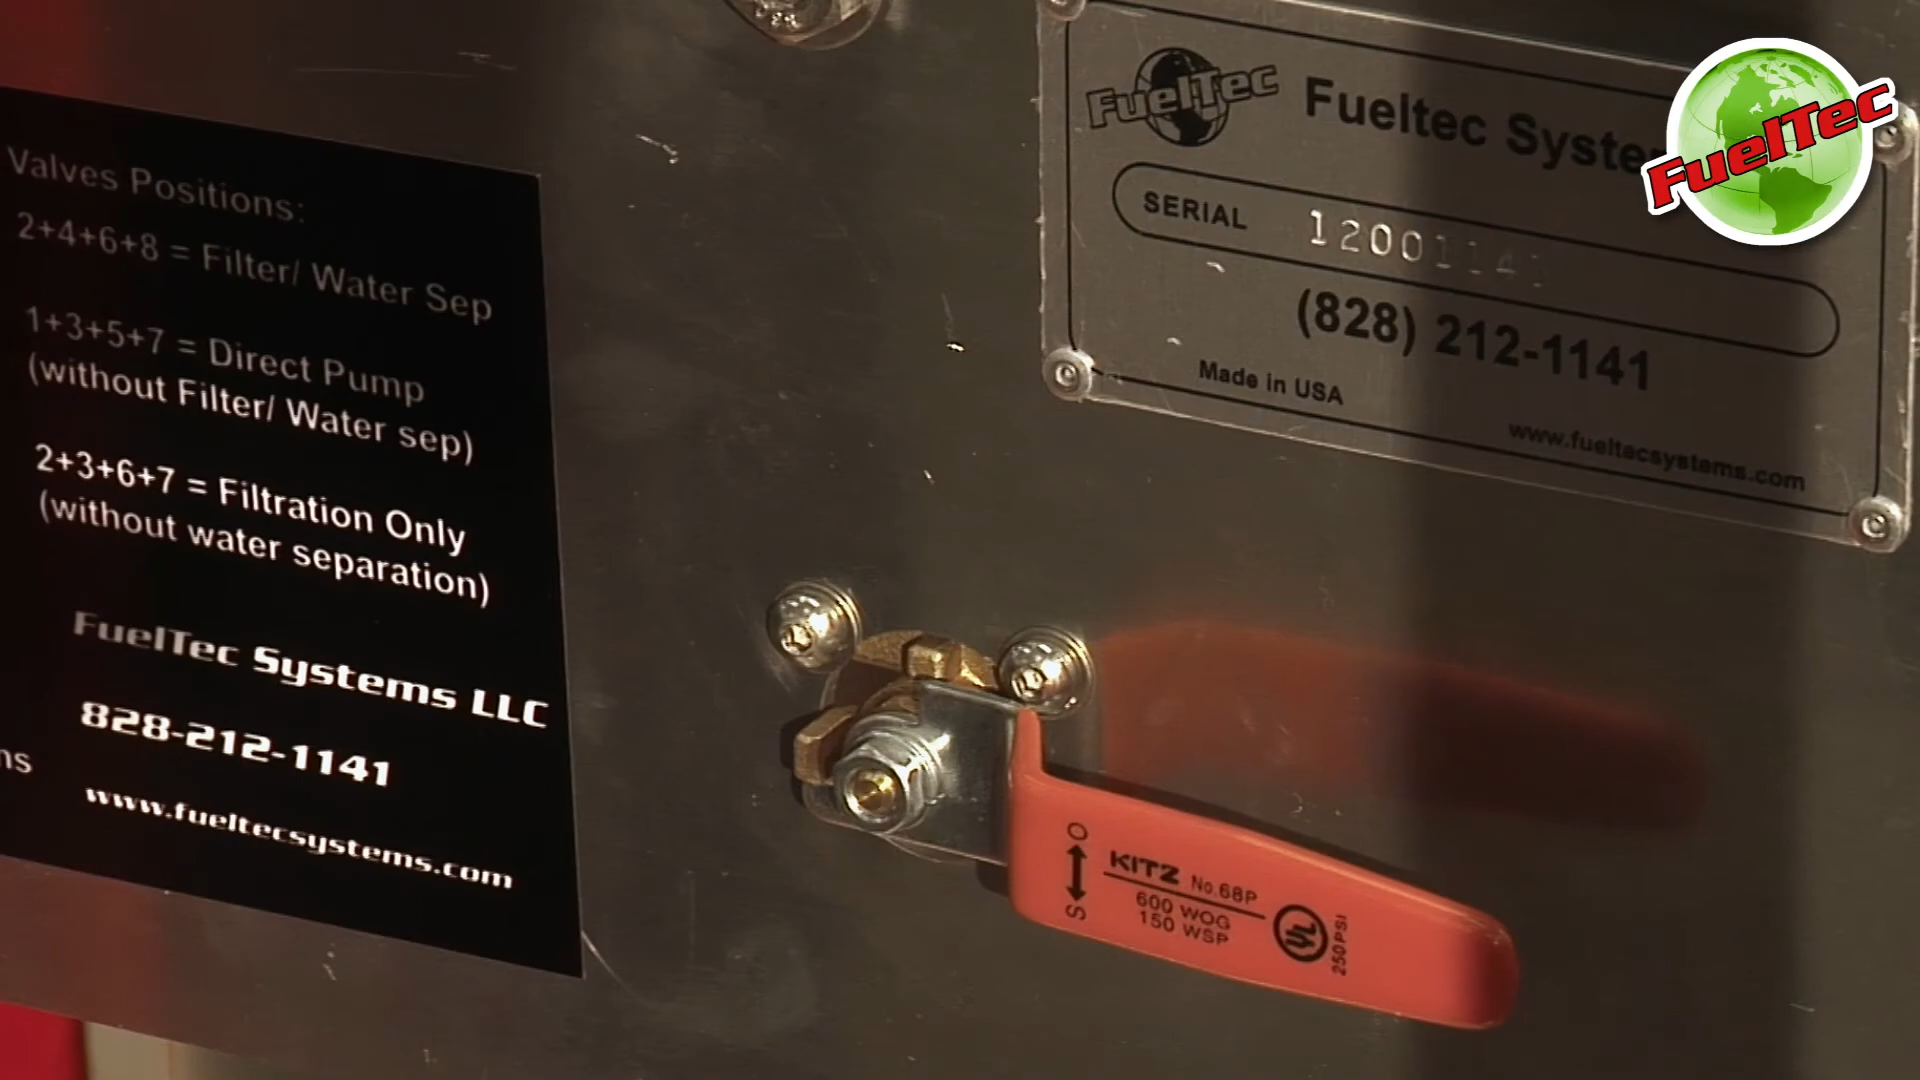 Valves Positions:
2+4+6+8 = Filter/ Water Sep
1+3+5+7 = Direct Pump
(without Filter/ Water sep)
2+3+6+7 = Filtration Only
(without water separation)
FuelTec Systems LLC
828-212-1141
ns
www.fueltecsystems.com
FuelTec
Fueltec
SERIAL
(828) 212-1141
Made in USA
www.fueltacsystems.com
FuelTec
O
S
KITZ No.68P
600 WOG
150 WSP
UL
250PSI